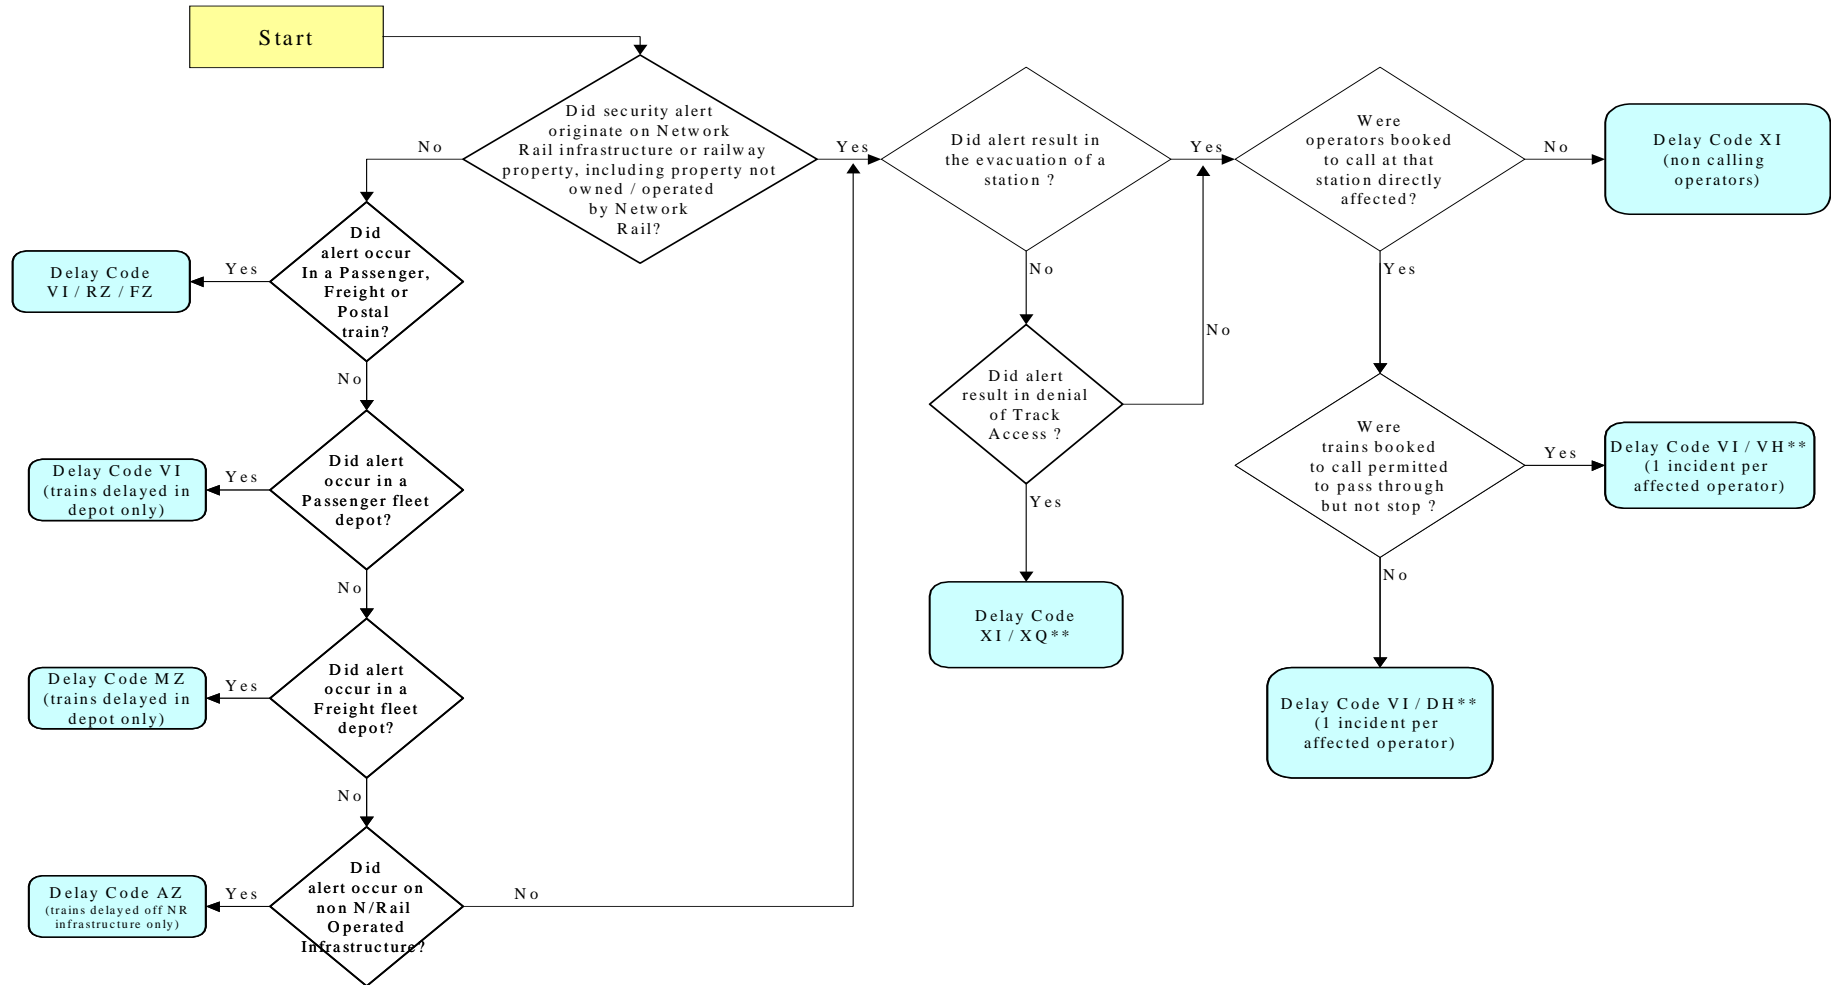 Start
Did security alert
originate on Network
Rail infrastructure or railway
property, including property not
owned / operated
by Network
Rail?
No
Yes
Did alert result in
the evacuation of a
station ?
Yes
Were
operators booked
to call at that
station directly
affected?
No
Delay Code XI
(non calling
operators)
Did
alert occur
In a Passenger,
Freight or
Postal
train?
Yes
Delay Code
VI / RZ / FZ
No
No
Yes
Did alert
result in denial
of Track
Access ?
No
Yes
Delay Code
XI / XQ**
Were
trains booked
to call permitted
to pass through
but not stop ?
Yes
Delay Code VI / VH**
(1 incident per
affected operator)
No
Delay Code VI / DH**
(1 incident per
affected operator)
Did alert
occur in a
Passenger fleet
depot?
Yes
Delay Code VI
(trains delayed in
depot only)
No
Did alert
occur in a
Freight fleet
depot?
Yes
Delay Code MZ
(trains delayed in
depot only)
No
Did
alert occur on
non N/Rail
Operated
Infrastructure?
Yes
Delay Code AZ
(trains delayed off NR
infrastructure only)
No